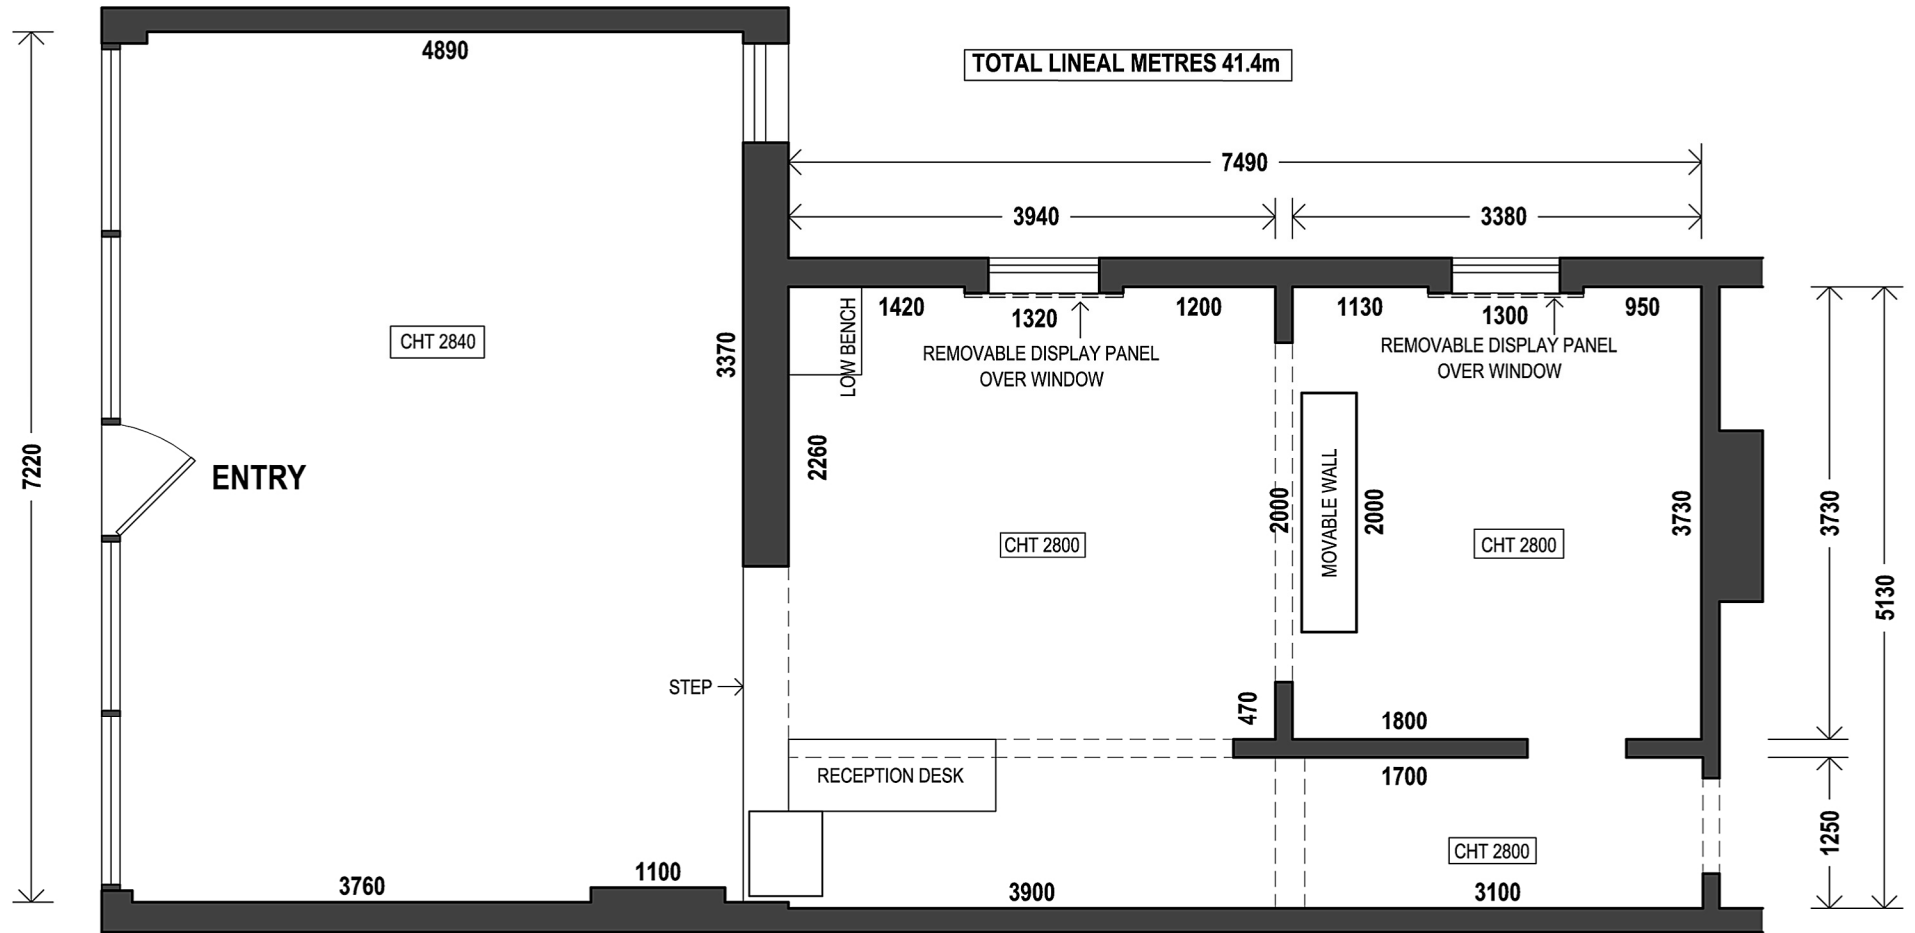 4890
TOTAL LINEAL METRES 41.4m
7490
3940
3380
1420
1320
1200
1130
1300
950
LOW BENCH
REMOVABLE DISPLAY PANEL
OVER WINDOW
REMOVABLE DISPLAY PANEL
OVER WINDOW
CHT 2840
3370
7220
ENTRY
2260
2000
MOVABLE WALL
2000
3730
3730
5130
CHT 2800
CHT 2800
STEP
470
1800
RECEPTION DESK
1700
1250
CHT 2800
3760
1100
3900
3100